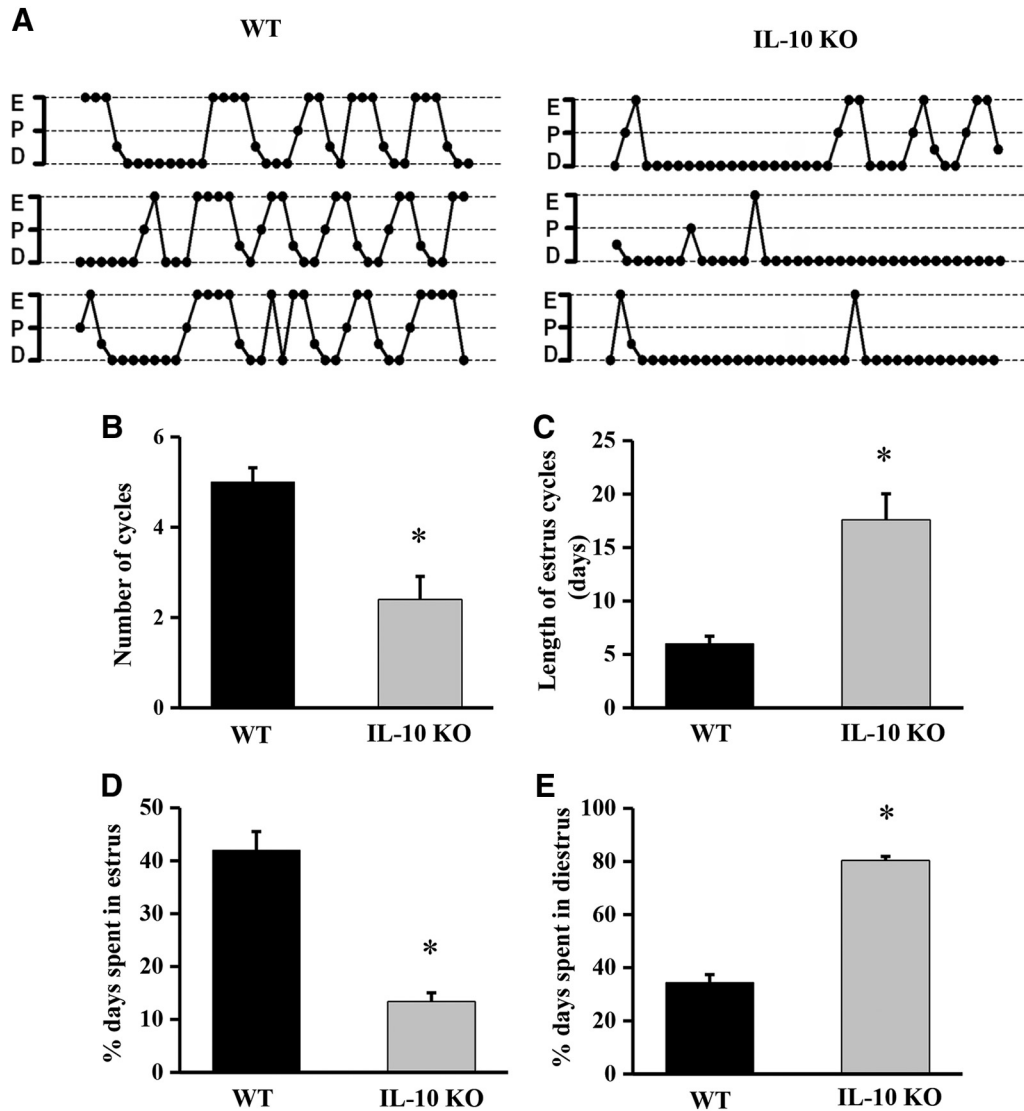 A
WT
IL-10 KO
E
P
D
E
P
D
E
P
D
E
P
D
E
P
D
E
P
D
B
Number of cycles
6
4
2
0
WT
IL-10 KO
*
C
Length of estrus cycles
(days)
25
20
15
10
5
0
WT
IL-10 KO
*
D
% days spent in estrus
50
40
30
20
10
0
WT
IL-10 KO
*
E
% days spent in diestrus
100
80
60
40
20
0
WT
IL-10 KO
*